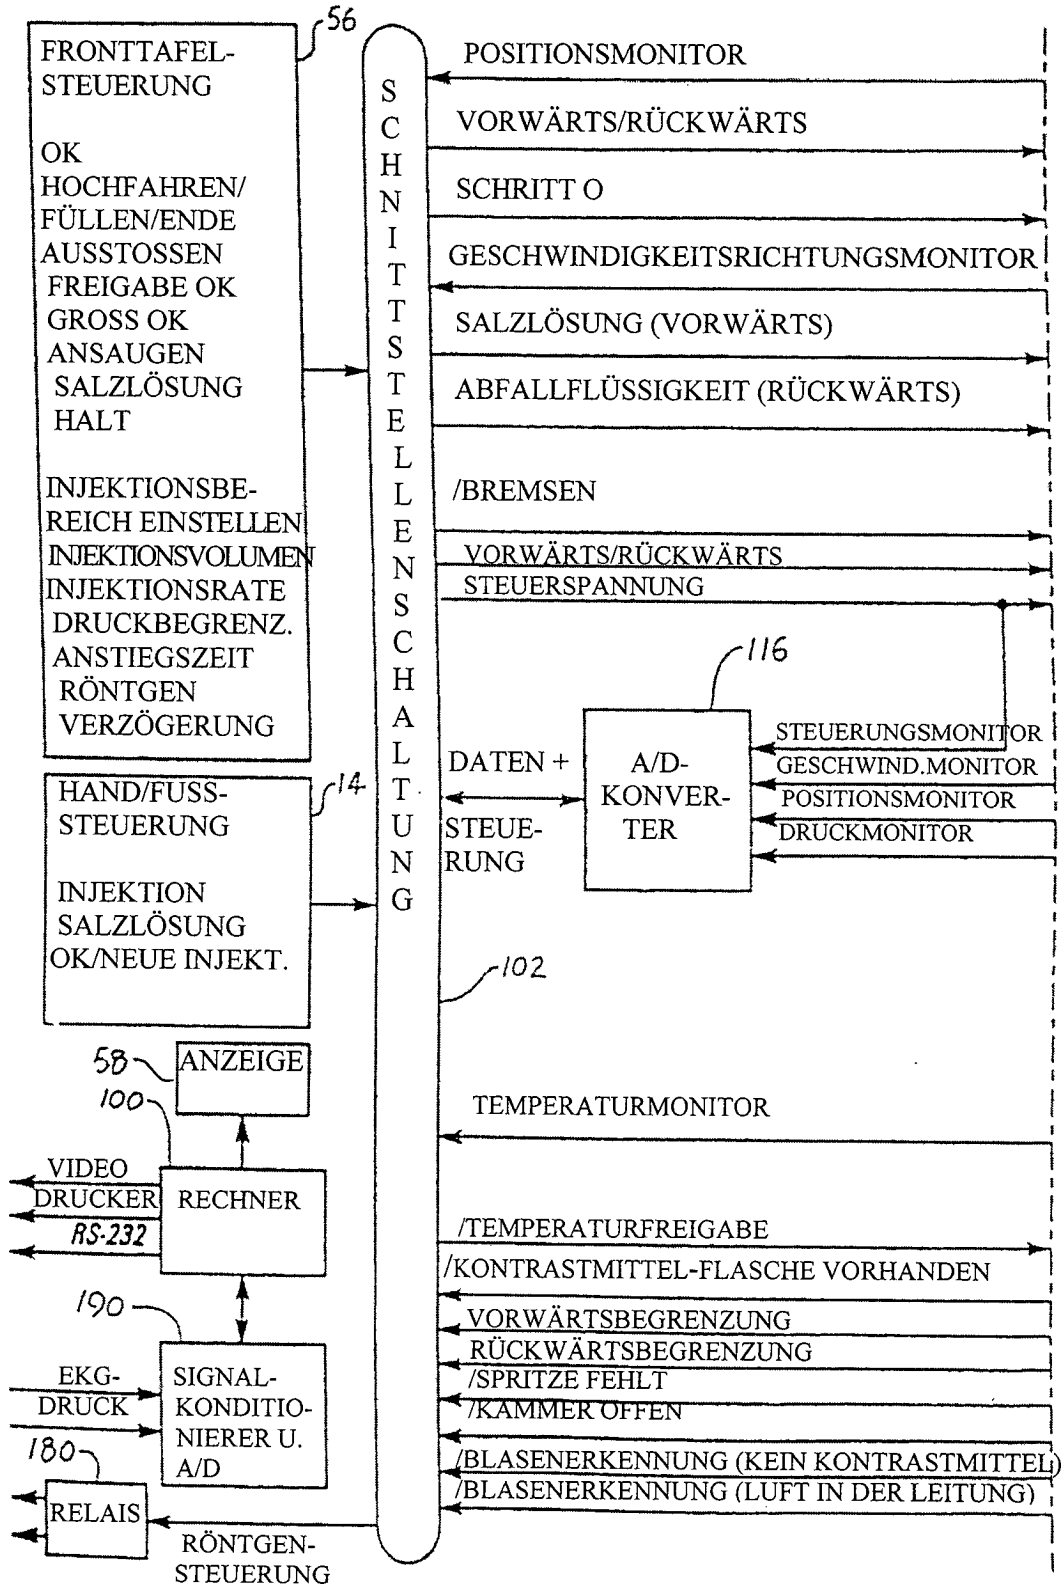 56
FRONTTAFEL-
STEUERUNG
OK
HOCHFAHREN/
FÜLLEN/ENDE
AUSSTOSSEN
FREIGABE OK
GROSS OK
ANSAUGEN
SALZLÖSUNG
HALT
INJEKTIONSBE-
REICH EINSTELLEN
INJEKTIONSVOLUMEN
INJEKTIONSRATE
DRUCKBEGRENZ.
ANSTIEGSZEIT
RÖNTGEN
VERZÖGERUNG
14
HAND/FUSS-
STEUERUNG
INJEKTION
SALZLÖSUNG
OK/NEUE INJEKT.
58
ANZEIGE
100
RECHNER
VIDEO
DRUCKER
RS-232
190
SIGNAL-
KONDITIO-
NIERER U.
A/D
EKG-
DRUCK
180
RELAIS
RÖNTGEN-
STEUERUNG
SCHNITTSTELLENSCHALTUNG
102
POSITIONSMONITOR
VORWÄRTS/RÜCKWÄRTS
SCHRITT O
GESCHWINDIGKEITSRICHTUNGSMONITOR
SALZLÖSUNG (VORWÄRTS)
ABFALLFLÜSSIGKEIT (RÜCKWÄRTS)
/BREMSEN
VORWÄRTS/RÜCKWÄRTS
STEUERSPANNUNG
116
A/D-
KONVER-
TER
DATEN +
STEUE-
RUNG
STEUERUNGSMONITOR
GESCHWIND.MONITOR
POSITIONSMONITOR
DRUCKMONITOR
TEMPERATURMONITOR
/TEMPERATURFREIGABE
/KONTRASTMITTEL-FLASCHE VORHANDEN
VORWÄRTSBEGRENZUNG
RÜCKWÄRTSBEGRENZUNG
/SPRITZE FEHLT
/KAMMER OFFEN
/BLASENERKENNUNG (KEIN KONTRASTMITTEL)
/BLASENERKENNUNG (LUFT IN DER LEITUNG)